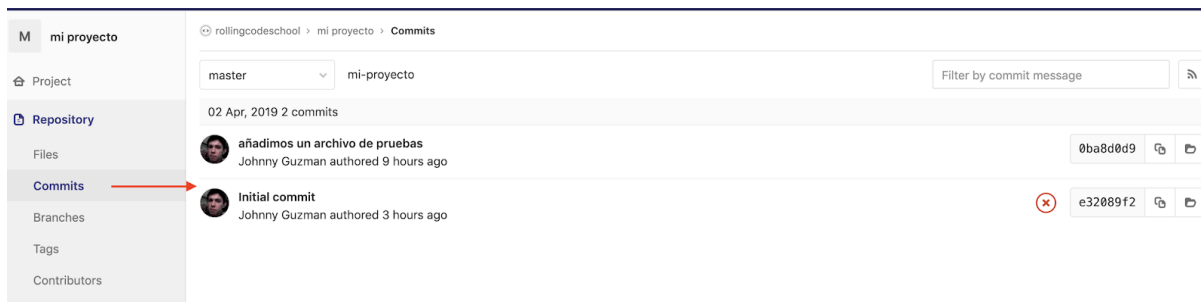 M mi proyecto
rollingcodeschool > mi proyecto > Commits
Project
master mi-proyecto Filter by commit message
Repository
02 Apr, 2019 2 commits
Files
añadimos un archivo de pruebas
Johnny Guzman authored 9 hours ago
0ba8d0d9
Commits
Initial commit
Johnny Guzman authored 3 hours ago
e32089f2
Branches
Tags
Contributors